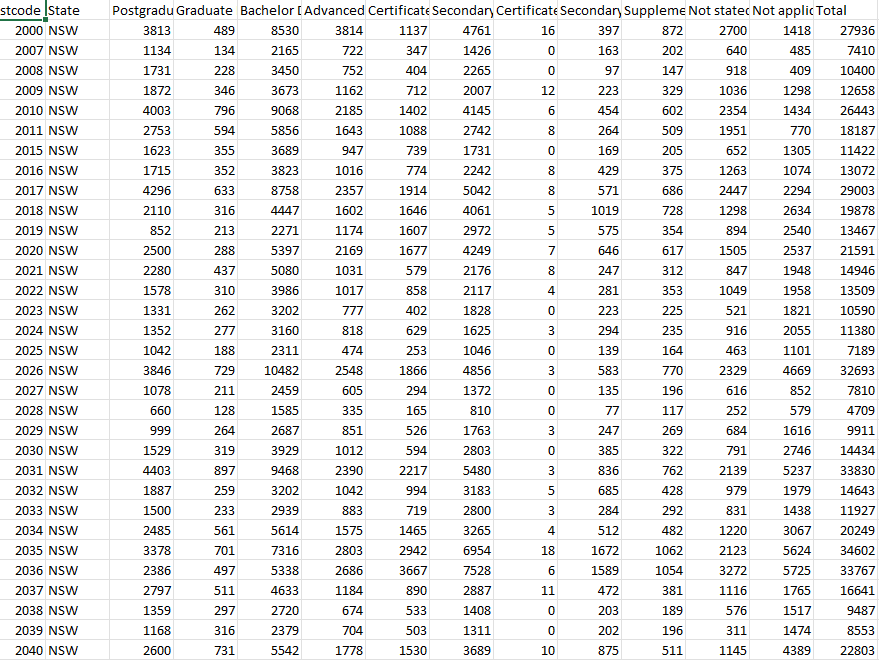 stcode State Postgradu Graduate Bachelor D Advanced Certificate Secondary Certificate Secondary Suppleme Not stated Not applic Total
2000 NSW 3813 489 8530 3814 1137 4761 16 397 872 2700 1418 27936
2007 NSW 1134 134 2165 722 347 1426 0 163 202 640 485 7410
2008 NSW 1731 228 3450 752 404 2265 0 97 147 918 409 10400
2009 NSW 1872 346 3673 1162 712 2007 12 223 329 1036 1298 12658
2010 NSW 4003 796 9068 2185 1402 4145 6 454 602 2354 1434 26443
2011 NSW 2753 594 5856 1643 1088 2742 8 264 509 1951 770 18187
2015 NSW 1623 355 3689 947 739 1731 0 169 205 652 1305 11422
2016 NSW 1715 352 3823 1016 774 2242 8 429 375 1263 1074 13072
2017 NSW 4296 633 8758 2357 1914 5042 8 571 686 2447 2294 29003
2018 NSW 2110 316 4447 1602 1646 4061 5 1019 728 1298 2634 19878
2019 NSW 852 213 2271 1174 1607 2972 5 575 354 894 2540 13467
2020 NSW 2500 288 5397 2169 1677 4249 7 646 617 1505 2537 21591
2021 NSW 2280 437 5080 1031 579 2176 8 247 312 847 1948 14946
2022 NSW 1578 310 3986 1017 858 2117 4 281 353 1049 1958 13509
2023 NSW 1331 262 3202 777 402 1828 0 223 225 521 1821 10590
2024 NSW 1352 277 3160 818 629 1625 3 294 235 916 2055 11380
2025 NSW 1042 188 2311 474 253 1046 0 139 164 463 1101 7189
2026 NSW 3846 729 10482 2548 1866 4856 3 583 770 2329 4669 32693
2027 NSW 1078 211 2459 605 294 1372 0 135 196 616 852 7810
2028 NSW 660 128 1585 335 165 810 0 77 117 252 579 4709
2029 NSW 999 264 2687 851 526 1763 3 247 269 684 1616 9911
2030 NSW 1529 319 3929 1012 594 2803 0 385 322 791 2746 14434
2031 NSW 4403 897 9468 2390 2217 5480 3 836 762 2139 5237 33830
2032 NSW 1887 259 3202 1042 994 3183 5 685 428 979 1979 14643
2033 NSW 1500 233 2939 883 719 2800 3 284 292 831 1438 11927
2034 NSW 2485 561 5614 1575 1465 3265 4 512 482 1220 3067 20249
2035 NSW 3378 701 7316 2803 2942 6954 18 1672 1062 2123 5624 34602
2036 NSW 2386 497 5338 2686 3667 7528 6 1589 1054 3272 5725 33767
2037 NSW 2797 511 4633 1184 890 2887 11 472 381 1116 1765 16641
2038 NSW 1359 297 2720 674 533 1408 0 203 189 576 1517 9487
2039 NSW 1168 316 2379 704 503 1311 0 202 196 311 1474 8553
2040 NSW 2600 731 5542 1778 1530 3689 10 875 511 1145 4389 22803